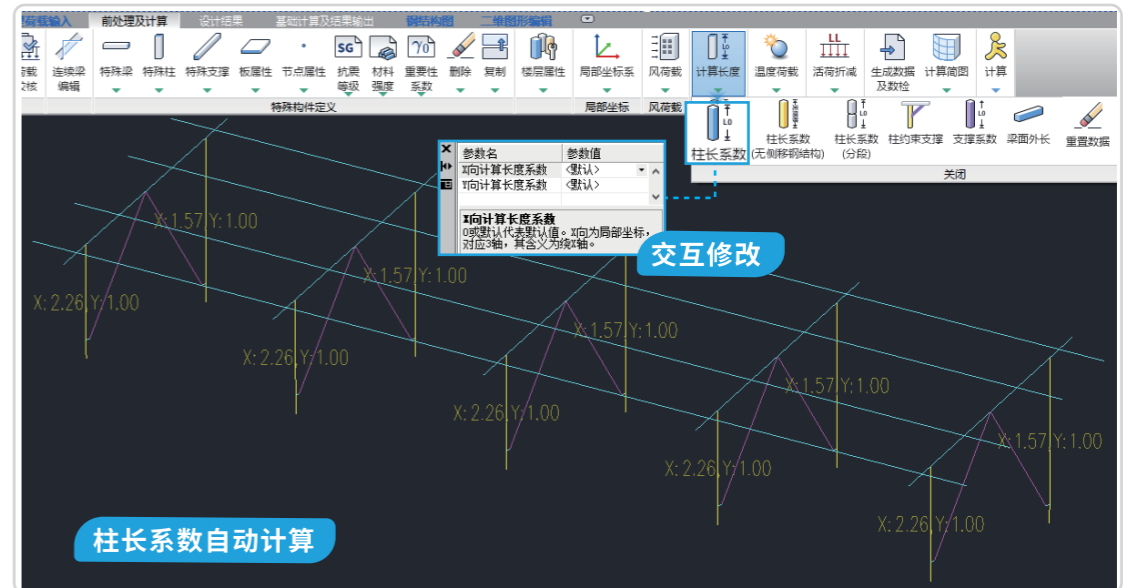 荷载输入 前处理及计算 设计结果 基础计算及结果输出 钢结构图 二维图形编辑
连续梁编辑 特殊梁 特殊柱 特殊支撑 板属性 节点属性 抗震等级 材料强度 重要性系数 删除 复制 楼层属性 局部坐标系 风荷载 计算长度 温度荷载 活荷折减 生成数据及数检 计算简图 计算
SG γ0 LL L0
特殊构件定义 局部坐标 风荷载
柱长系数 柱长系数(无侧移钢结构) 柱长系数(分段) 柱约束支撑 支撑系数 梁面外长 重置数据
关闭
参数名 参数值
X向计算长度系数 <默认>
Y向计算长度系数 <默认>
X向计算长度系数
0或默认代表默认值。X向为局部坐标，
对应3轴，其含义为绕X轴。
交互修改
X:1.57,Y:1.00
X:2.26,Y:1.00
X:1.57,Y:1.00
X:2.26,Y:1.00
X:1.57,Y:1.00
X:2.26,Y:1.00
X:1.57,Y:1.00
X:2.26,Y:1.00
X:1.57,Y:1.00
X:2.26,Y:1.00
柱长系数自动计算